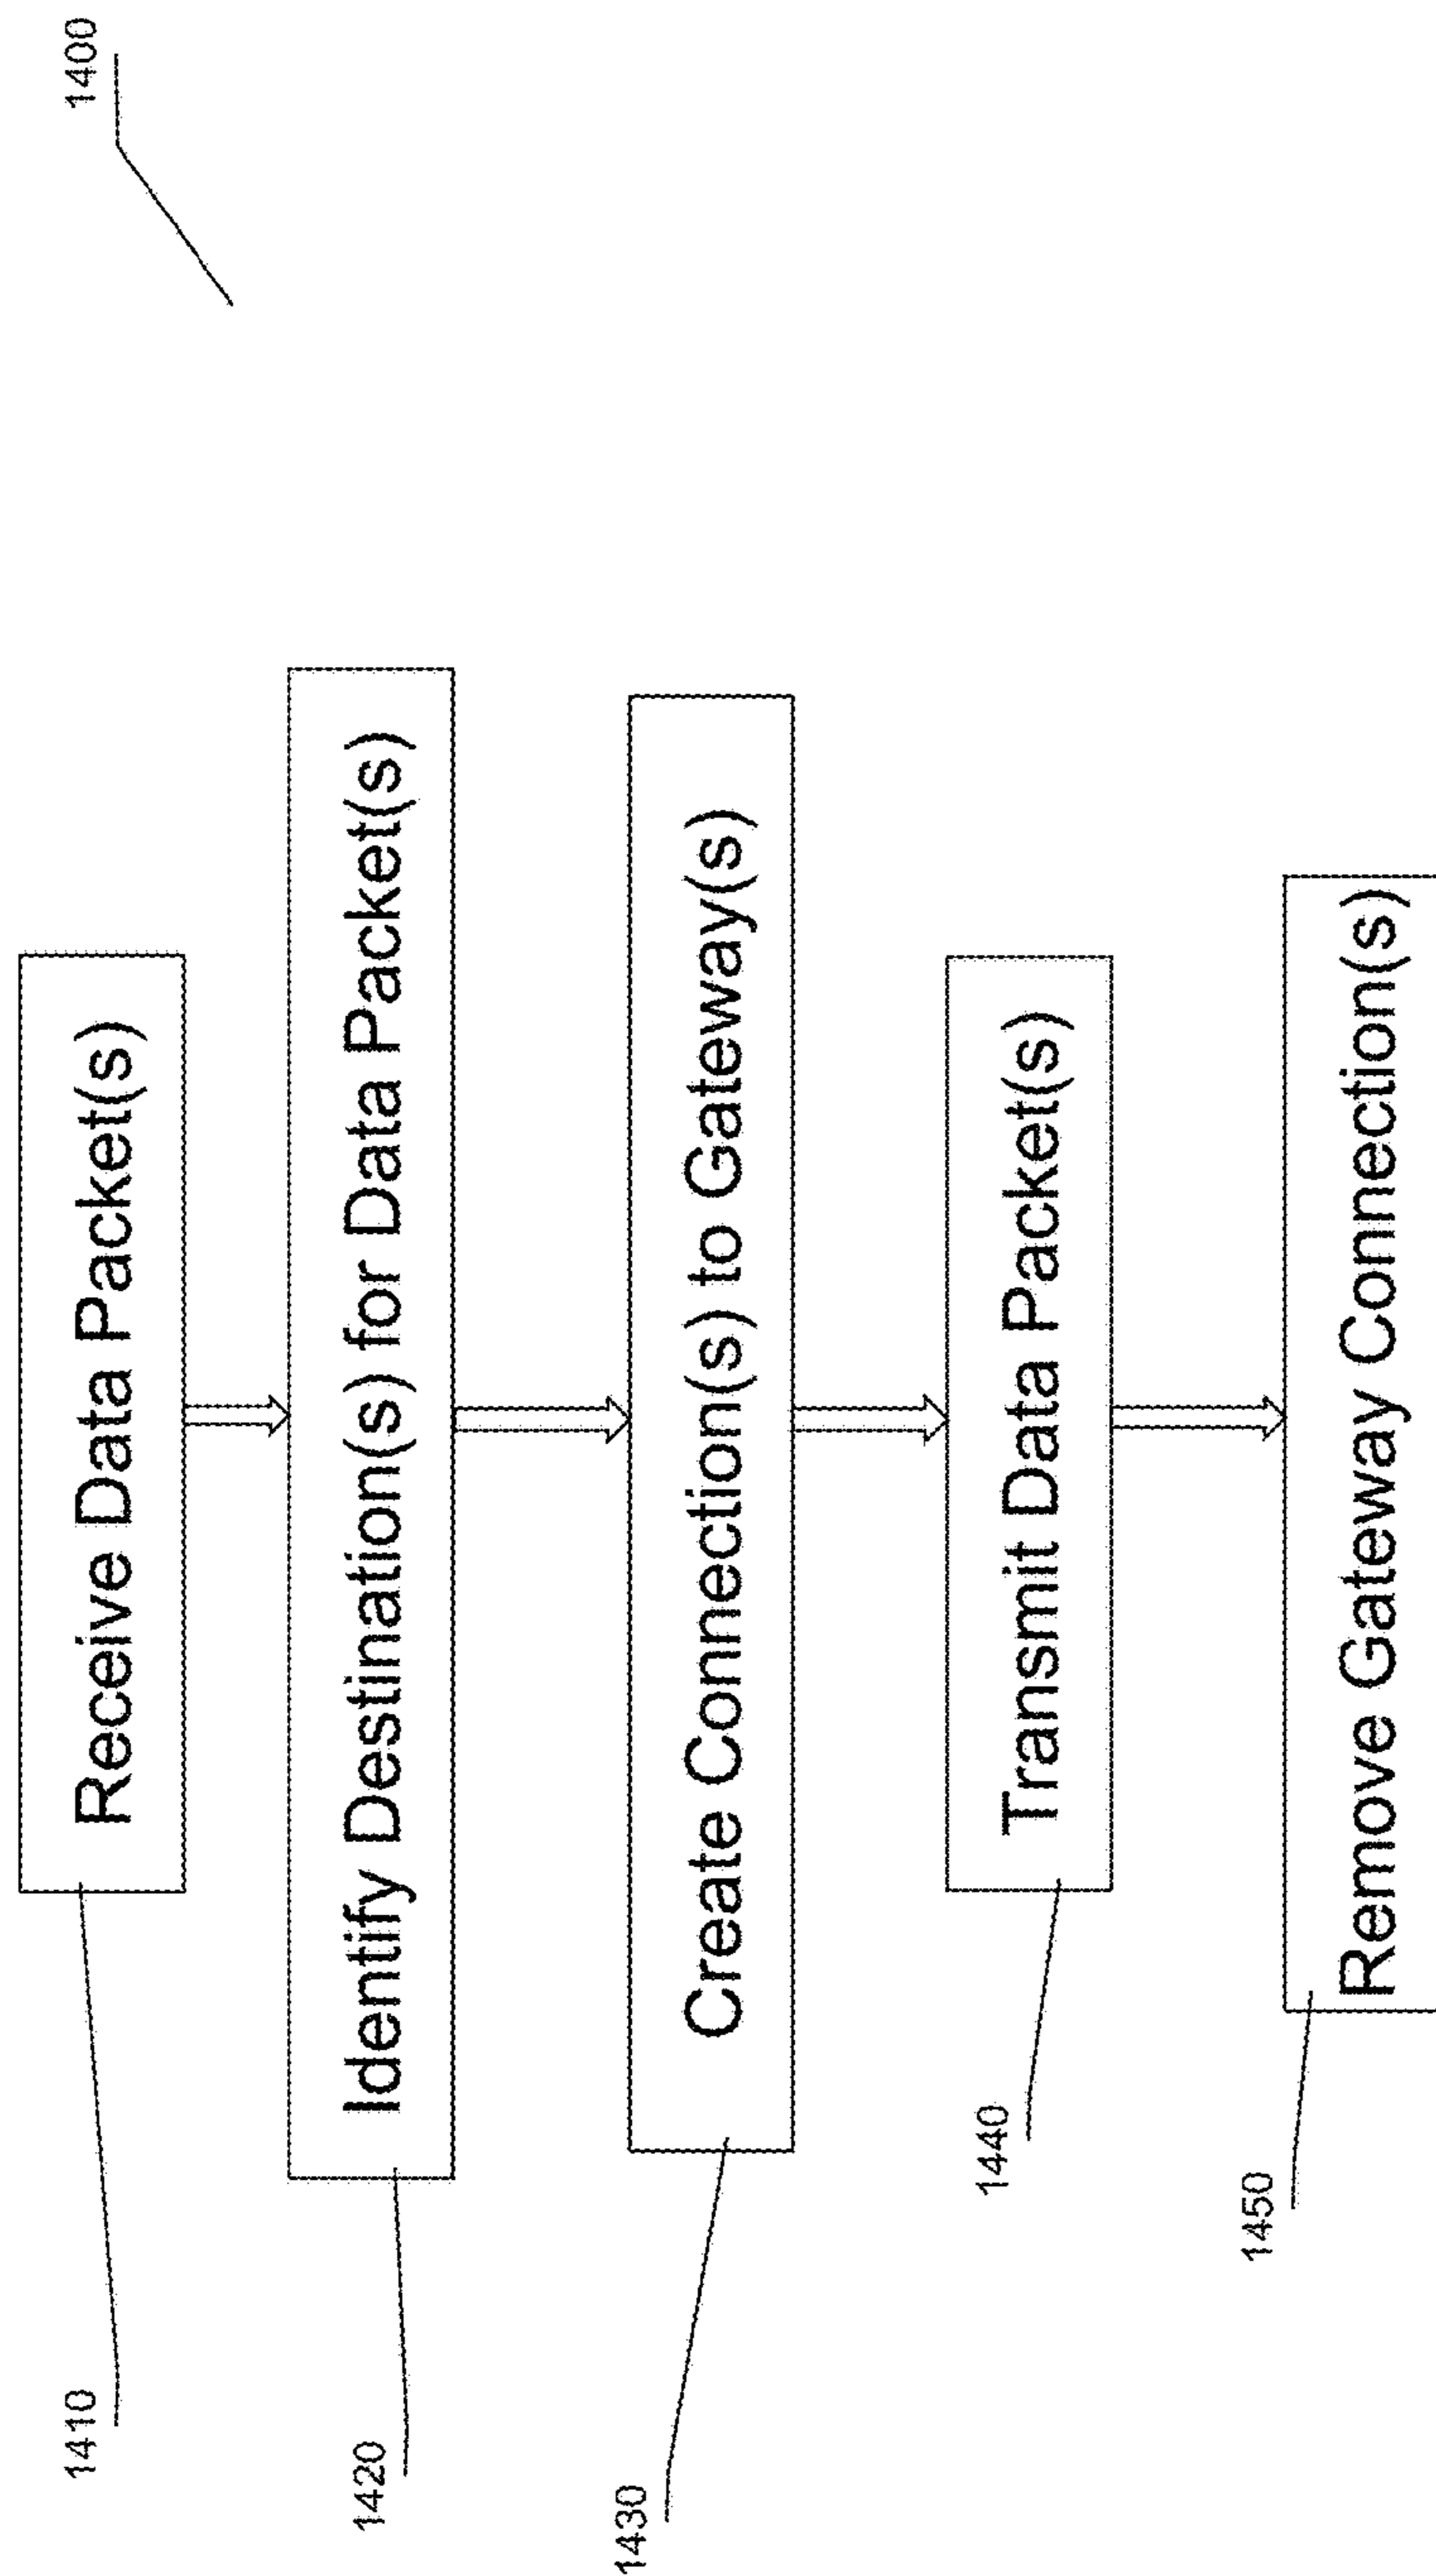 1400
1410
Receive Data Packet(s)
1420
Identify Destination(s) for Data Packet(s)
1430
Create Connection(s) to Gateway(s)
1440
Transmit Data Packet(s)
1450
Remove Gateway Connection(s)